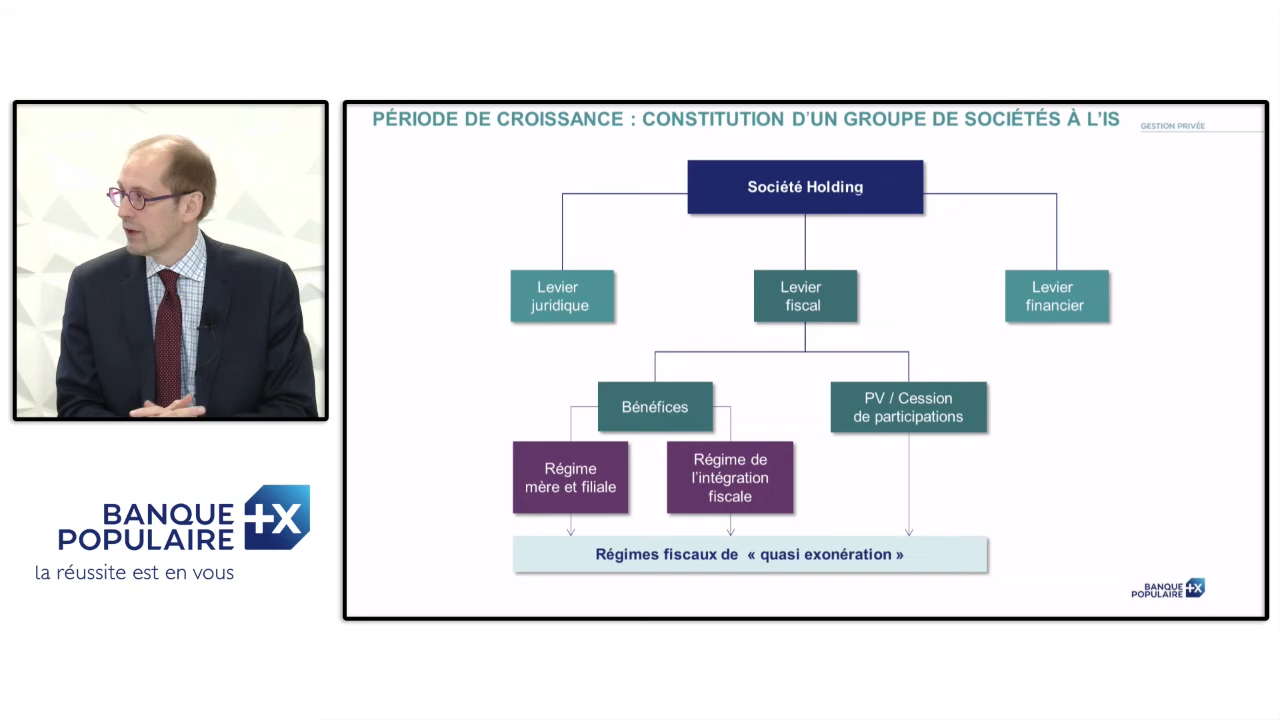 PÉRIODE DE CROISSANCE : CONSTITUTION D'UN GROUPE DE SOCIÉTÉS À L'IS
GESTION PRIVÉE
Société Holding
Levier
juridique
Levier
fiscal
Levier
financier
Bénéfices
PV / Cession
de participations
Régime
mère et filiale
Régime de
l'intégration
fiscale
Régimes fiscaux de « quasi exonération »
BANQUE
POPULAIRE
+X
la réussite est en vous
BANQUE
POPULAIRE
+X